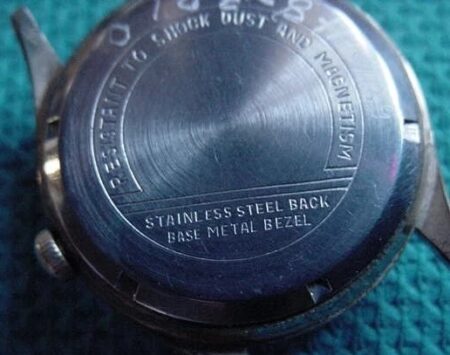 RESISTANT TO SHOCK DUST AND MAGNETISM
STAINLESS STEEL BACK
BASE METAL BEZEL